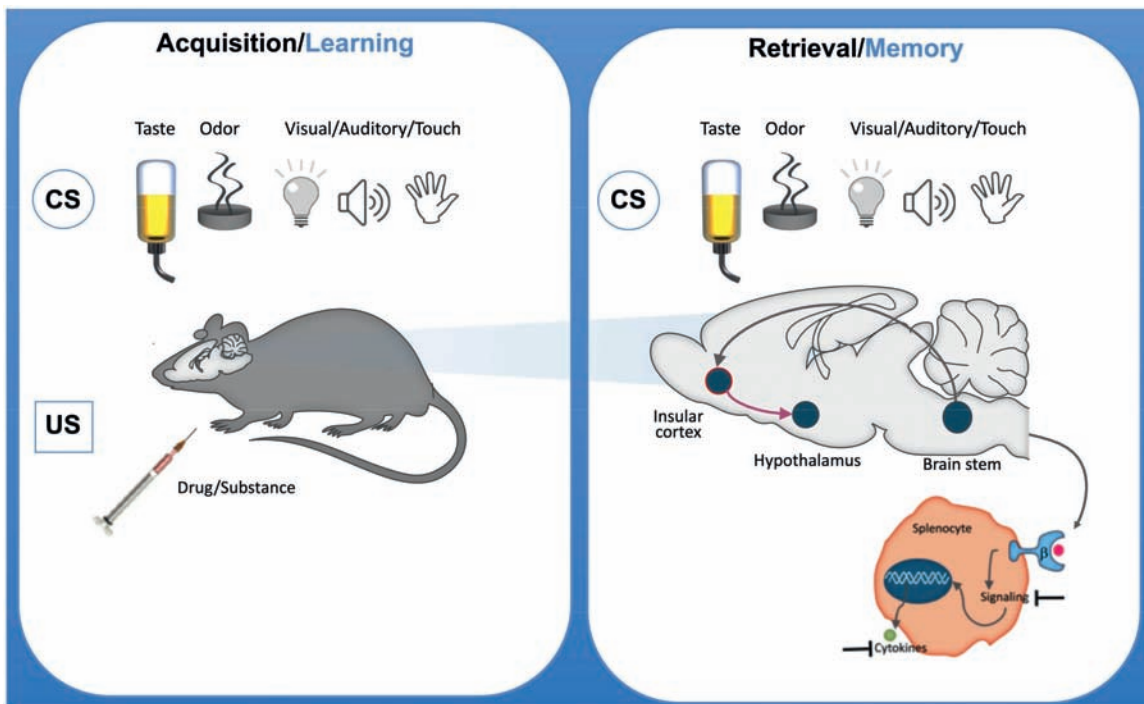 Acquisition/Learning
Taste Odor Visual/Auditory/Touch
CS
US
Drug/Substance
Retrieval/Memory
Taste Odor Visual/Auditory/Touch
CS
Insular
cortex
Hypothalamus
Brain stem
Splenocyte
β
Signaling
Cytokines